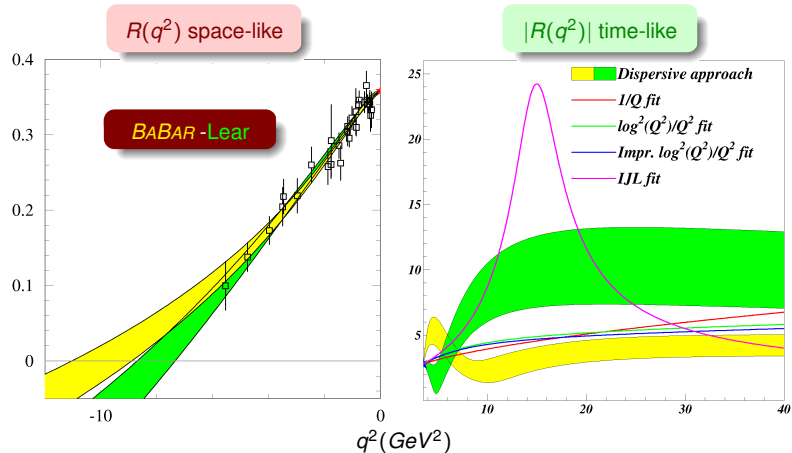 R(q²) space-like
|R(q²)| time-like
0.4
0.3
0.2
0.1
0
-10
0
BABAR -Lear
25
20
15
10
5
10
20
30
40
Dispersive approach
1/Q fit
log²(Q²)/Q² fit
Impr. log²(Q²)/Q² fit
IJL fit
q²(GeV²)